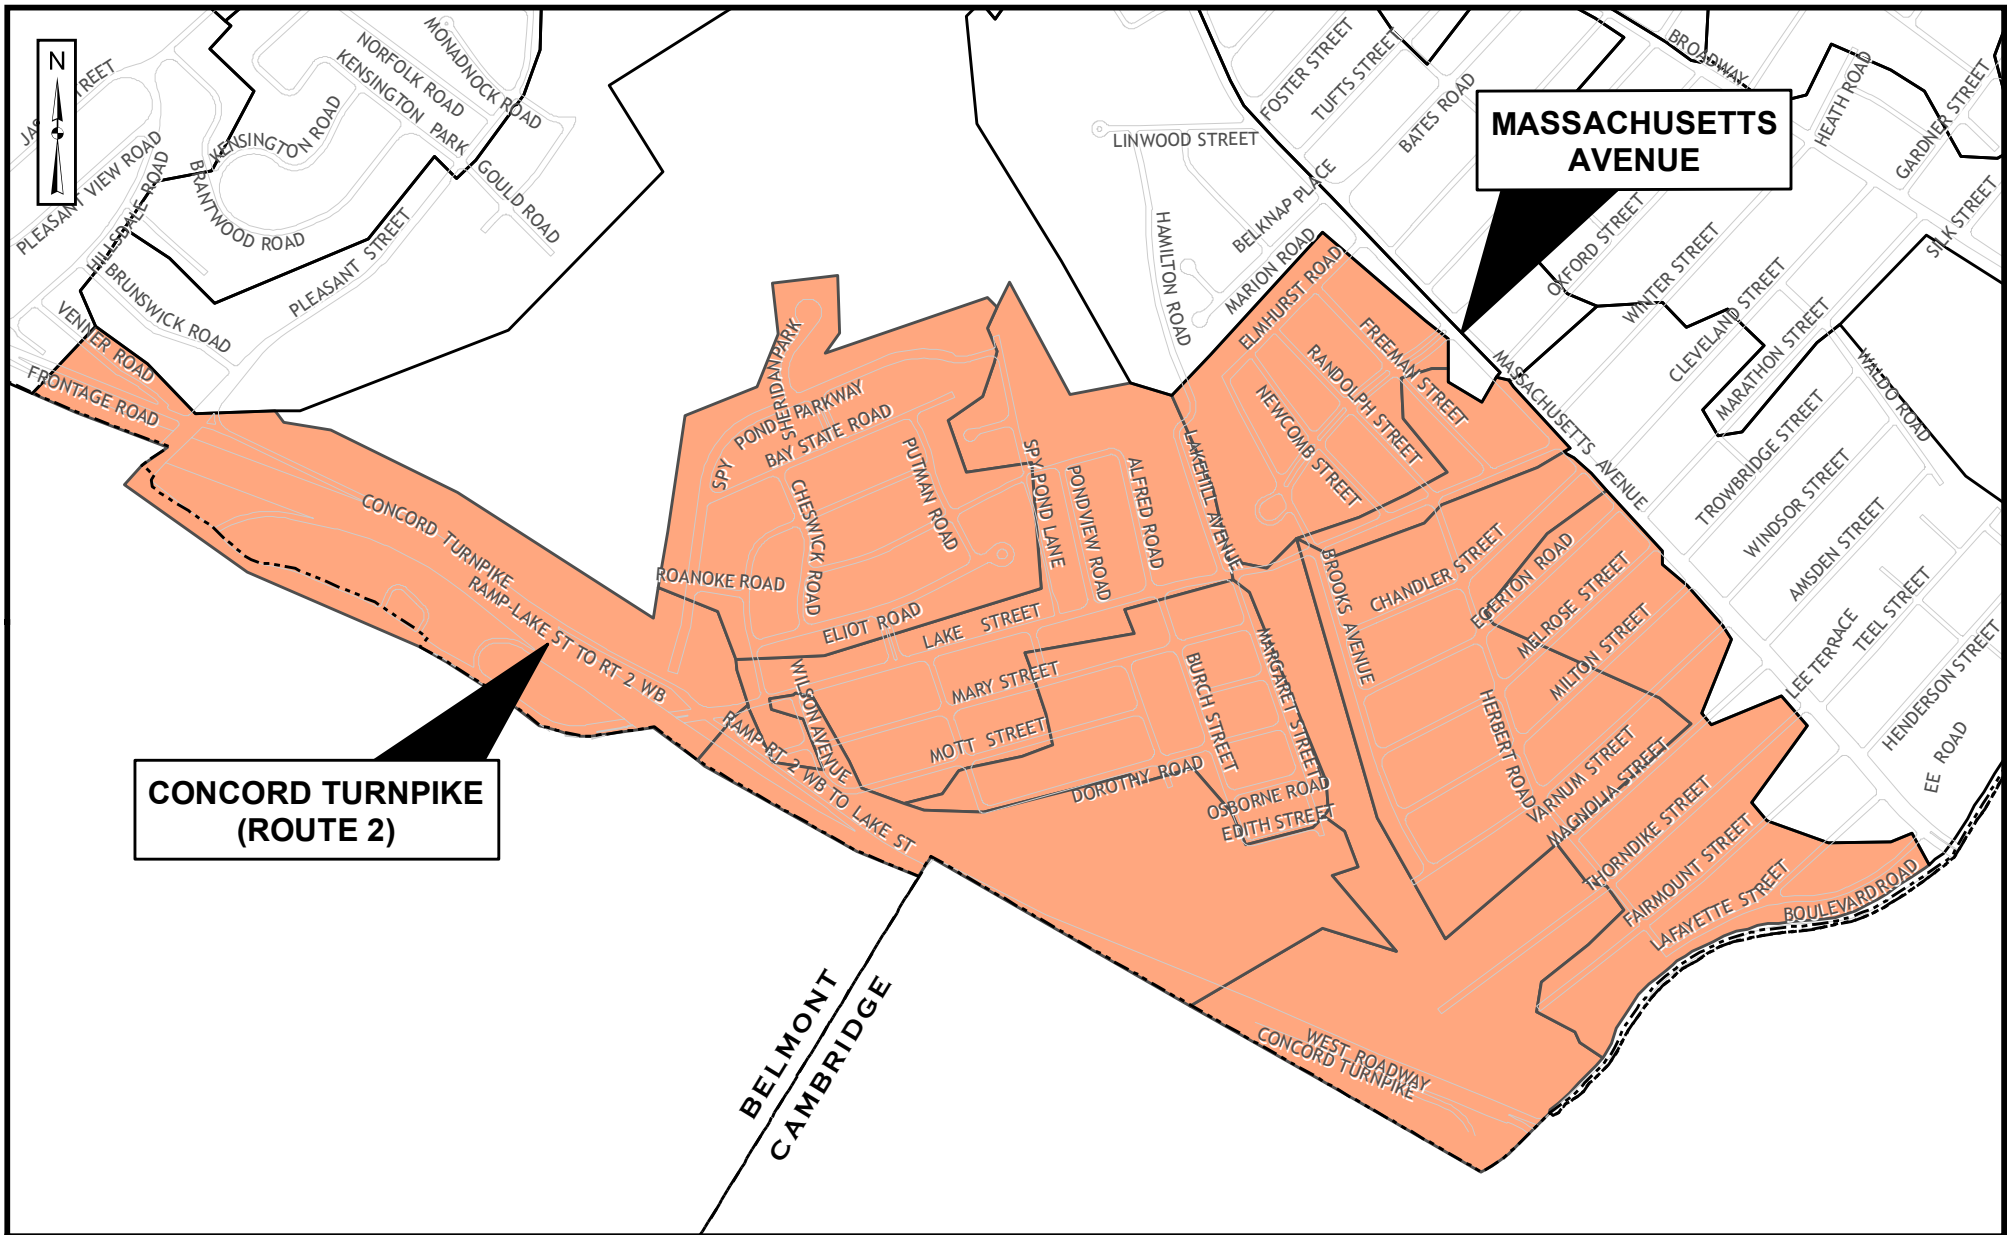 N
STREET
NORFOLK ROAD
MONADNOCK ROAD
KENSINGTON PARK
KENSINGTON ROAD
PLEASANT VIEW ROAD
HILLSDALE ROAD
BRANTWOOD ROAD
GOULD ROAD
PLEASANT STREET
BRUNSWICK ROAD
VENNER ROAD
FRONTAGE ROAD
LINWOOD STREET
FOSTER STREET
TUFTS STREET
BATES ROAD
BROADWAY
HEATH ROAD
GARDNER STREET
SILK STREET
MASSACHUSETTS
AVENUE
BELKNAP PLACE
HAMILTON ROAD
MARION ROAD
ELMHURST ROAD
OXFORD STREET
WINTER STREET
CLEVELAND STREET
MARATHON STREET
WALDO ROAD
FREEMAN STREET
RANDOLPH STREET
NEWCOMB STREET
MASSACHUSETTS AVENUE
TROWBRIDGE STREET
WINDSOR STREET
AMSDEN STREET
TEEL STREET
LEE TERRACE
HENDERSON STREET
EE ROAD
SHERIDAN PARK
SPY POND PARKWAY
BAY STATE ROAD
PUTMAN ROAD
CHESWICK ROAD
SPY POND LANE
PONDVIEW ROAD
ALFRED ROAD
LAKEHILL AVENUE
ROANOKE ROAD
ELIOT ROAD
LAKE STREET
CONCORD TURNPIKE
RAMP-LAKE ST TO RT 2 WB
BROOKS AVENUE
CHANDLER STREET
EGERTON ROAD
MELROSE STREET
MILTON STREET
HERBERT ROAD
VARNUM STREET
MAGNOLIA STREET
THORNDIKE STREET
FAIRMOUNT STREET
LAFAYETTE STREET
BOULEVARD ROAD
WILSON AVENUE
MARY STREET
MOTT STREET
BURCH STREET
MARGARET STREET
DOROTHY ROAD
OSBORNE ROAD
EDITH STREET
RAMP-RT 2 WB TO LAKE ST
CONCORD TURNPIKE
(ROUTE 2)
BELMONT
CAMBRIDGE
WEST ROADWAY
CONCORD TURNPIKE